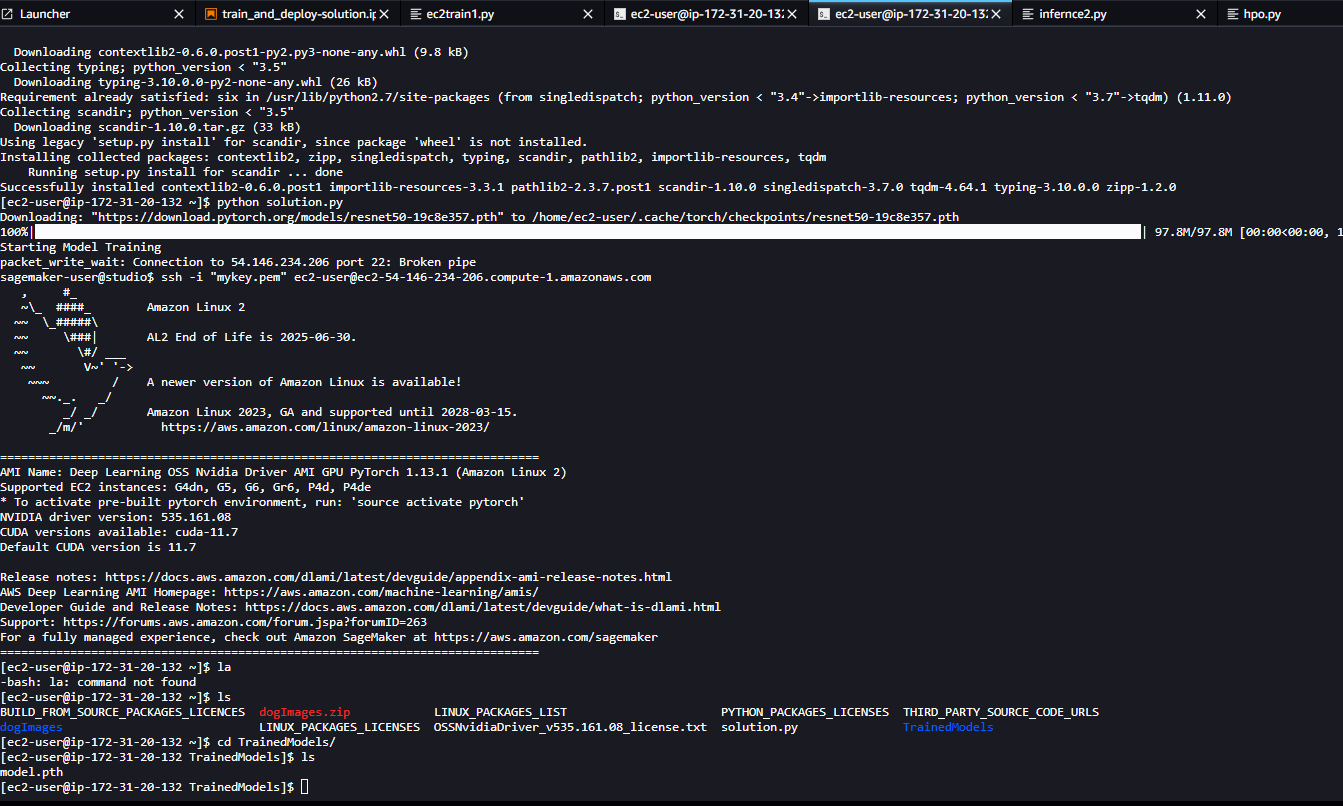 Launcher
train_and_deploy-solution.ip
ec2train1.py
ec2-user@ip-172-31-20-132
ec2-user@ip-172-31-20-132
infernce2.py
hpo.py
  Downloading contextlib2-0.6.0.post1-py2.py3-none-any.whl (9.8 kB)
Collecting typing; python_version < "3.5"
  Downloading typing-3.10.0.0-py2-none-any.whl (26 kB)
Requirement already satisfied: six in /usr/lib/python2.7/site-packages (from singledispatch; python_version < "3.4"->importlib-resources; python_version < "3.7"->tqdm) (1.11.0)
Collecting scandir; python_version < "3.5"
  Downloading scandir-1.10.0.tar.gz (33 kB)
Using legacy 'setup.py install' for scandir, since package 'wheel' is not installed.
Installing collected packages: contextlib2, zipp, singledispatch, typing, scandir, pathlib2, importlib-resources, tqdm
    Running setup.py install for scandir ... done
Successfully installed contextlib2-0.6.0.post1 importlib-resources-3.3.1 pathlib2-2.3.7.post1 scandir-1.10.0 singledispatch-3.7.0 tqdm-4.64.1 typing-3.10.0.0 zipp-1.2.0
[ec2-user@ip-172-31-20-132 ~]$ python solution.py
Downloading: "https://download.pytorch.org/models/resnet50-19c8e357.pth" to /home/ec2-user/.cache/torch/checkpoints/resnet50-19c8e357.pth
100%| | 97.8M/97.8M [00:00<00:00, 1
Starting Model Training
packet_write_wait: Connection to 54.146.234.206 port 22: Broken pipe
sagemaker-user@studio$ ssh -i "mykey.pem" ec2-user@ec2-54-146-234-206.compute-1.amazonaws.com
   ,     #_
   ~\_  ####_        Amazon Linux 2
  ~~  \_#####\
  ~~     \###|       AL2 End of Life is 2025-06-30.
  ~~       \#/ ___
   ~~       V~' '->
    ~~~         /    A newer version of Amazon Linux is available!
      ~~._.   _/
         _/ _/       Amazon Linux 2023, GA and supported until 2028-03-15.
       _/m/'           https://aws.amazon.com/linux/amazon-linux-2023/
=============================================================================
AMI Name: Deep Learning OSS Nvidia Driver AMI GPU PyTorch 1.13.1 (Amazon Linux 2)
Supported EC2 instances: G4dn, G5, G6, Gr6, P4d, P4de
* To activate pre-built pytorch environment, run: 'source activate pytorch'
NVIDIA driver version: 535.161.08
CUDA versions available: cuda-11.7
Default CUDA version is 11.7
Release notes: https://docs.aws.amazon.com/dlami/latest/devguide/appendix-ami-release-notes.html
AWS Deep Learning AMI Homepage: https://aws.amazon.com/machine-learning/amis/
Developer Guide and Release Notes: https://docs.aws.amazon.com/dlami/latest/devguide/what-is-dlami.html
Support: https://forums.aws.amazon.com/forum.jspa?forumID=263
For a fully managed experience, check out Amazon SageMaker at https://aws.amazon.com/sagemaker
=============================================================================
[ec2-user@ip-172-31-20-132 ~]$ la
-bash: la: command not found
[ec2-user@ip-172-31-20-132 ~]$ ls
BUILD_FROM_SOURCE_PACKAGES_LICENCES  dogImages.zip            LINUX_PACKAGES_LIST                      PYTHON_PACKAGES_LICENSES  THIRD_PARTY_SOURCE_CODE_URLS
dogImages                            LINUX_PACKAGES_LICENSES  OSSNvidiaDriver_v535.161.08_license.txt  solution.py               TrainedModels
[ec2-user@ip-172-31-20-132 ~]$ cd TrainedModels/
[ec2-user@ip-172-31-20-132 TrainedModels]$ ls
model.pth
[ec2-user@ip-172-31-20-132 TrainedModels]$